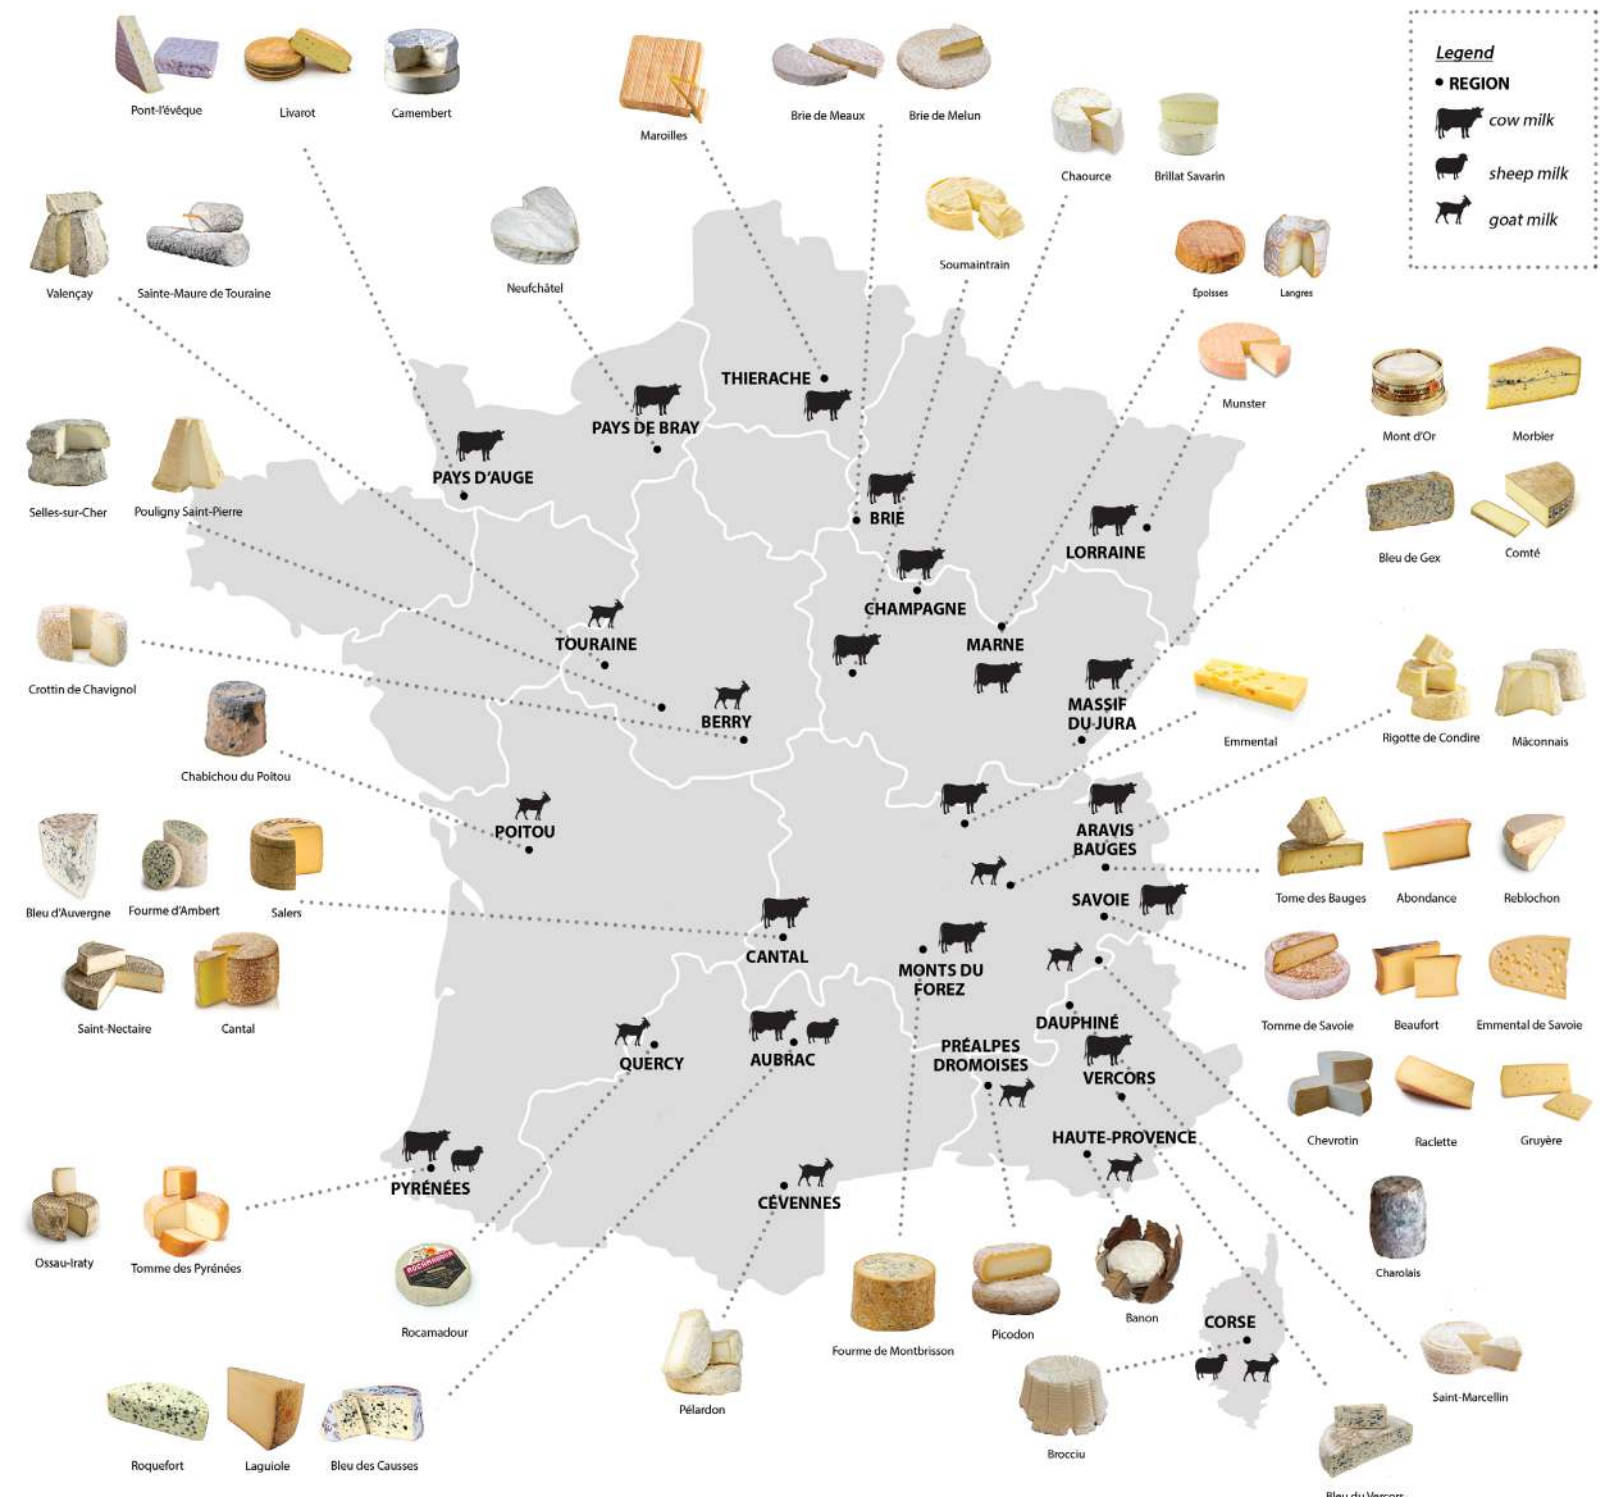 Legend
• REGION
cow milk
sheep milk
goat milk
Pont-l'évêque
Livarot
Camembert
Maroilles
Brie de Meaux
Brie de Melun
Chaource
Brillat Savarin
Valençay
Sainte-Maure de Touraine
Neufchâtel
Soumaintrain
Époisses
Langres
Munster
Mont d'Or
Morbier
Selles-sur-Cher
Pouligny Saint-Pierre
Bleu de Gex
Comté
Crottin de Chavignol
Chabichou du Poitou
Emmental
Rigotte de Condire
Mâconnais
Bleu d'Auvergne
Fourme d'Ambert
Salers
Tome des Bauges
Abondance
Reblochon
Saint-Nectaire
Cantal
Tomme de Savoie
Beaufort
Emmental de Savoie
Chevrotin
Raclette
Gruyère
Ossau-Iraty
Tomme des Pyrénées
Rocamadour
ROCAMADOUR
Charolais
Banon
Picodon
Fourme de Montbrisson
Pélardon
Brocciu
Saint-Marcellin
Roquefort
Laguiole
Bleu des Causses
Bleu du Vercors
THIERACHE
PAYS DE BRAY
PAYS D'AUGE
BRIE
LORRAINE
CHAMPAGNE
TOURAINE
MARNE
BERRY
MASSIF
DU JURA
POITOU
ARAVIS
BAUGES
SAVOIE
CANTAL
MONTS DU
FOREZ
DAUPHINÉ
QUERCY
AUBRAC
PRÉALPES
DROMOISES
VERCORS
HAUTE-PROVENCE
PYRÉNÉES
CÉVENNES
CORSE